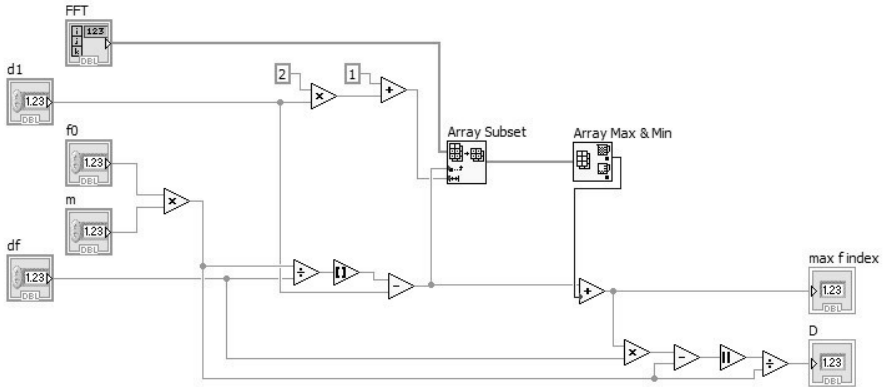 FFT
i 123
j
k
DBL
d1
1.23
DBL
2
×
1
+
f0
1.23
DBL
m
1.23
DBL
×
Array Subset
Array Max & Min
df
1.23
DBL
÷
[ ]
−
+
max f index
1.23
DBL
×
−
||
÷
D
1.23
DBL